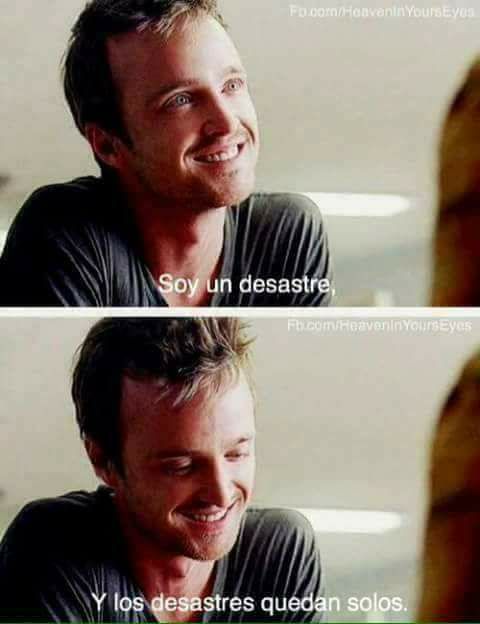 Fb.com/HeavenInYoursEyes
Soy un desastre,
Fb.com/HeavenInYoursEyes
Y los desastres quedan solos.